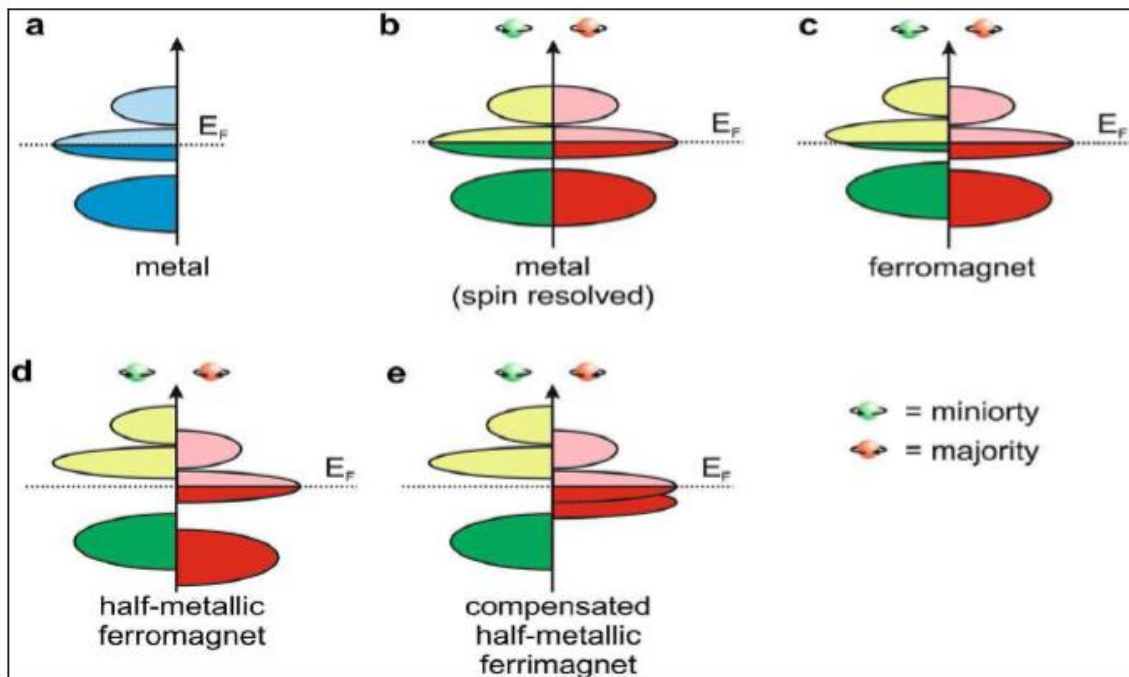 a
E_F
metal
b
E_F
metal
(spin resolved)
c
E_F
ferromagnet
d
E_F
half-metallic
ferromagnet
e
E_F
compensated
half-metallic
ferrimagnet
= miniorty
= majority